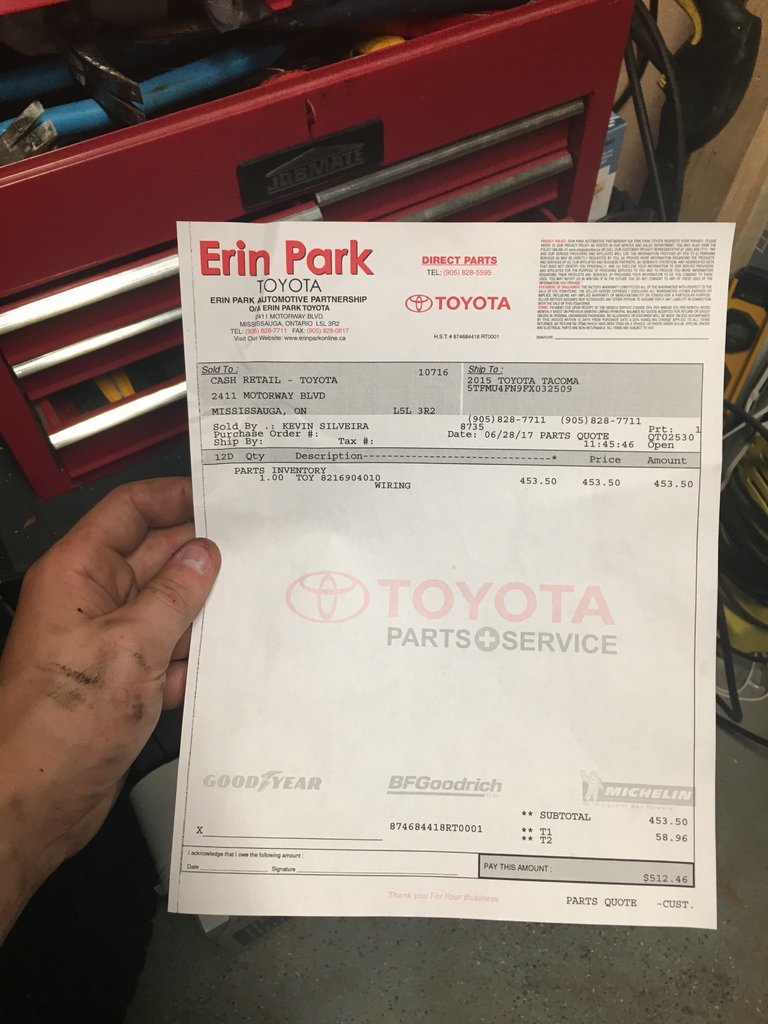 JOBMATE
Erin Park
TOYOTA
ERIN PARK AUTOMOTIVE PARTNERSHIP
O/A ERIN PARK TOYOTA
2411 MOTORWAY BLVD.
MISSISSAUGA, ONTARIO L5L 3R2
TEL: (905) 828-7711 FAX: (905) 828-0617
Visit Our Website: www.erinparkonline.ca
DIRECT PARTS
TEL: (905) 828-5595
TOYOTA
H.S.T. # 874684418 RT0001
SIGNATURE
Sold To : 10716
CASH RETAIL - TOYOTA
2411 MOTORWAY BLVD
MISSISSAUGA, ON L5L 3R2
Ship To :
2015 TOYOTA TACOMA
5TFMU4FN9FX032509
(905)828-7711 (905)828-7711
Sold By .: KEVIN SILVEIRA 8735 Prt: 1
Purchase Order #: Date: 06/28/17 PARTS QUOTE QT02530
Ship By: Tax #: 11:45:46 Open
12D Qty Description---------------------------* Price Amount
PARTS INVENTORY
1.00 TOY 8216904010 453.50 453.50 453.50
WIRING
TOYOTA
PARTS+SERVICE
GOODYEAR
BFGoodrich
MICHELIN
** SUBTOTAL 453.50
X 874684418RT0001 ** T1 58.96
** T2
I acknowledge that I owe the following amount :
Date Signature
PAY THIS AMOUNT :
$512.46
Thank you For Your Business
PARTS QUOTE -CUST.